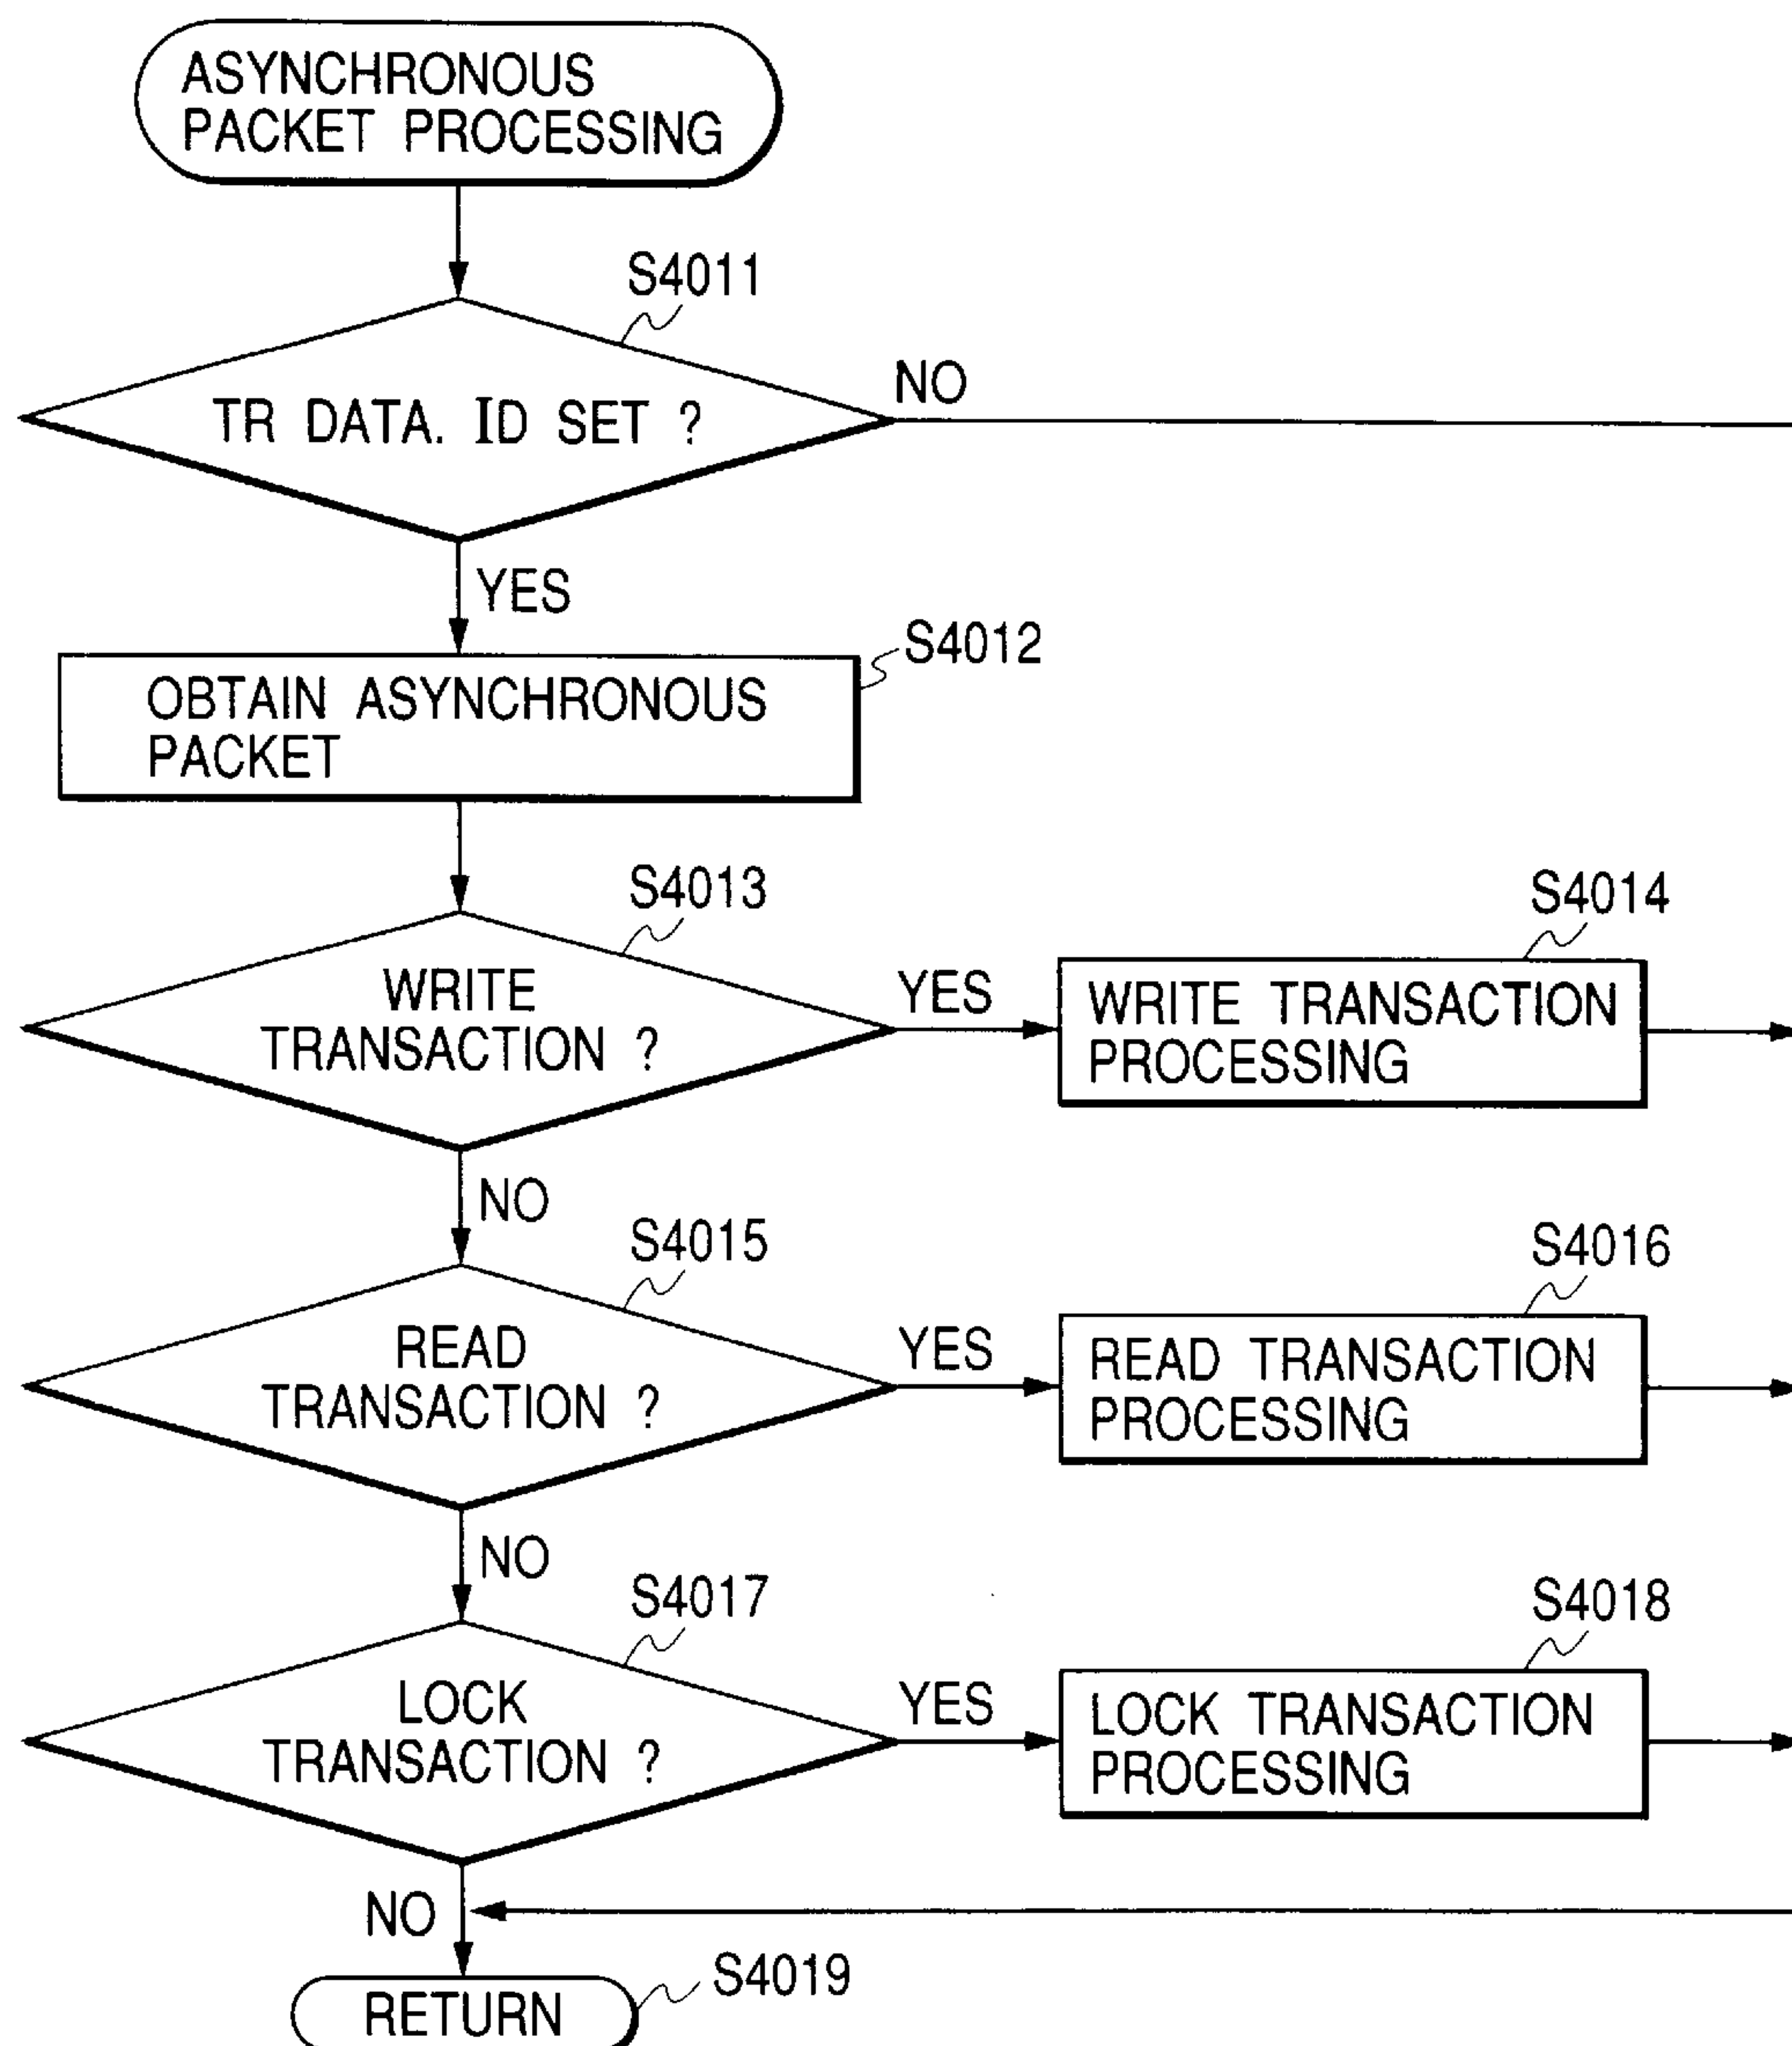 ASYNCHRONOUS
PACKET PROCESSING
S4011
TR DATA. ID SET ?
NO
YES
S4012
OBTAIN ASYNCHRONOUS
PACKET
S4013
WRITE
TRANSACTION ?
YES
S4014
WRITE TRANSACTION
PROCESSING
NO
S4015
READ
TRANSACTION ?
YES
S4016
READ TRANSACTION
PROCESSING
NO
S4017
LOCK
TRANSACTION ?
YES
S4018
LOCK TRANSACTION
PROCESSING
NO
S4019
RETURN